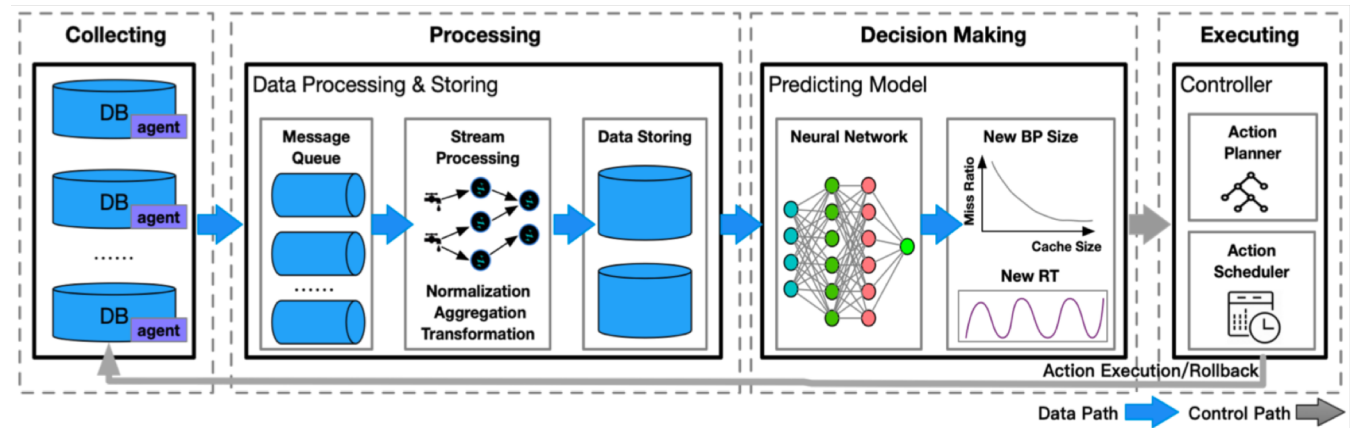 Collecting
DB
agent
DB
agent
......
DB
agent
Processing
Data Processing & Storing
Message
Queue
......
Stream
Processing
Normalization
Aggregation
Transformation
Data Storing
Decision Making
Predicting Model
Neural Network
New BP Size
Miss Ratio
Cache Size
New RT
Executing
Controller
Action
Planner
Action
Scheduler
Action Execution/Rollback
Data Path
Control Path